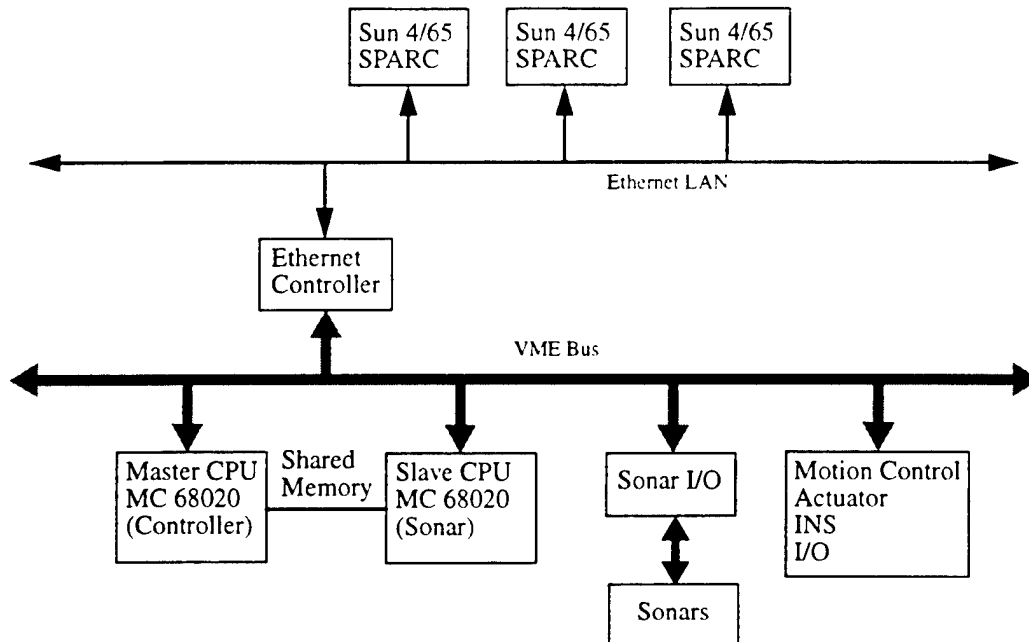 Sun 4/65
SPARC
Sun 4/65
SPARC
Sun 4/65
SPARC
Ethernet LAN
Ethernet
Controller
VME Bus
Master CPU
MC 68020
(Controller)
Shared
Memory
Slave CPU
MC 68020
(Sonar)
Sonar I/O
Motion Control
Actuator
INS
I/O
Sonars